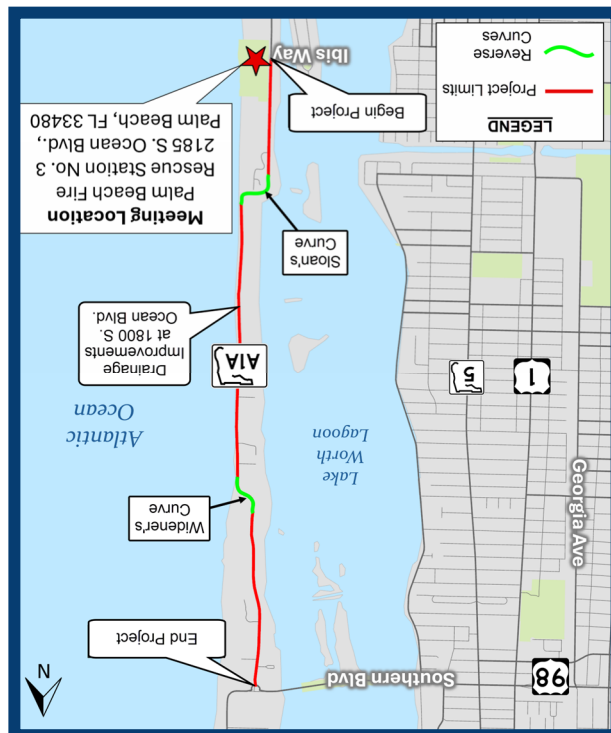 N
Southern Blvd
98
End Project
Widener's
Curve
Georgia Ave
Lake
Worth
Lagoon
Atlantic
Ocean
1
5
A1A
Drainage
Improvements
at 1800 S.
Ocean Blvd.
Sloan's
Curve
Meeting Location
Palm Beach Fire
Rescue Station No. 3
2185 S. Ocean Blvd.,
Palm Beach, FL 33480
Begin Project
Ibis Way
LEGEND
Project Limits
Reverse
Curves